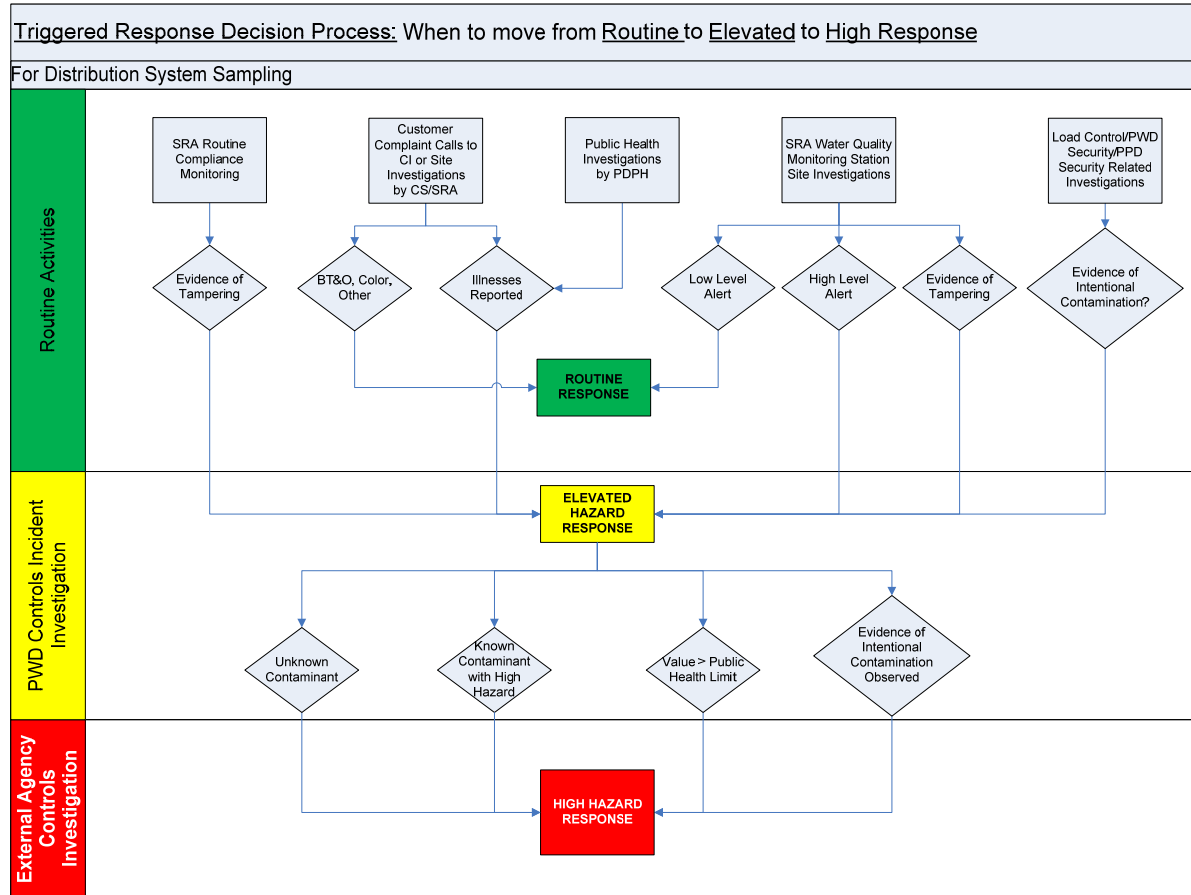 Triggered Response Decision Process: When to move from Routine to Elevated to High Response
For Distribution System Sampling
Routine Activities
SRA Routine
Compliance
Monitoring
Customer
Complaint Calls to
CI or Site
Investigations
by CS/SRA
Public Health
Investigations
by PDPH
SRA Water Quality
Monitoring Station
Site Investigations
Load Control/PWD
Security/PPD
Security Related
Investigations
Evidence of
Tampering
BT&O, Color,
Other
Illnesses
Reported
Low Level
Alert
High Level
Alert
Evidence of
Tampering
Evidence of
Intentional
Contamination?
ROUTINE
RESPONSE
PWD Controls Incident
Investigation
ELEVATED
HAZARD
RESPONSE
Unknown
Contaminant
Known
Contaminant
with High
Hazard
Value > Public
Health Limit
Evidence of
Intentional
Contamination
Observed
External Agency
Controls
Investigation
HIGH HAZARD
RESPONSE